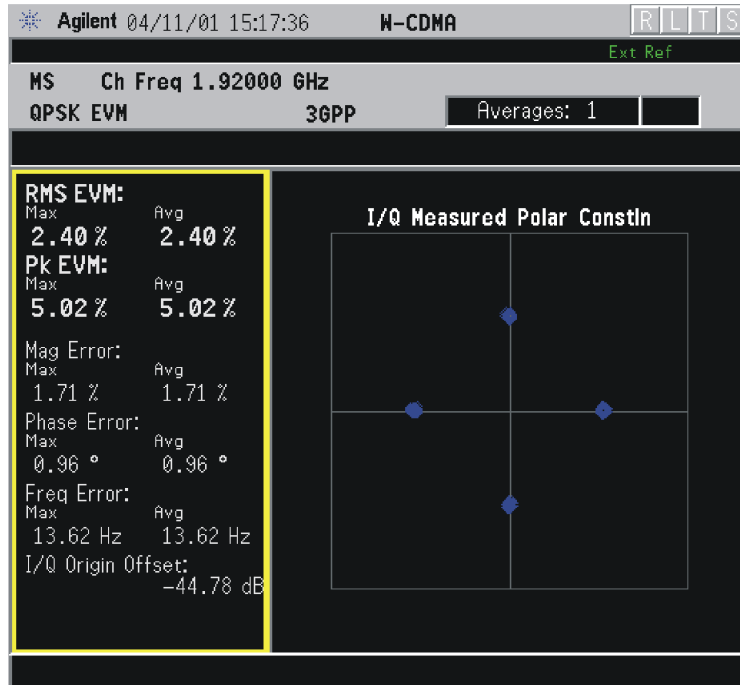 Agilent 04/11/01 15:17:36 W-CDMA R L T S
Ext Ref
MS Ch Freq 1.92000 GHz
QPSK EVM 3GPP Averages: 1
RMS EVM:
Max Avg
2.40 % 2.40 %
Pk EVM:
Max Avg
5.02 % 5.02 %
Mag Error:
Max Avg
1.71 % 1.71 %
Phase Error:
Max Avg
0.96 ° 0.96 °
Freq Error:
Max Avg
13.62 Hz 13.62 Hz
I/Q Origin Offset:
-44.78 dB
I/Q Measured Polar Constln